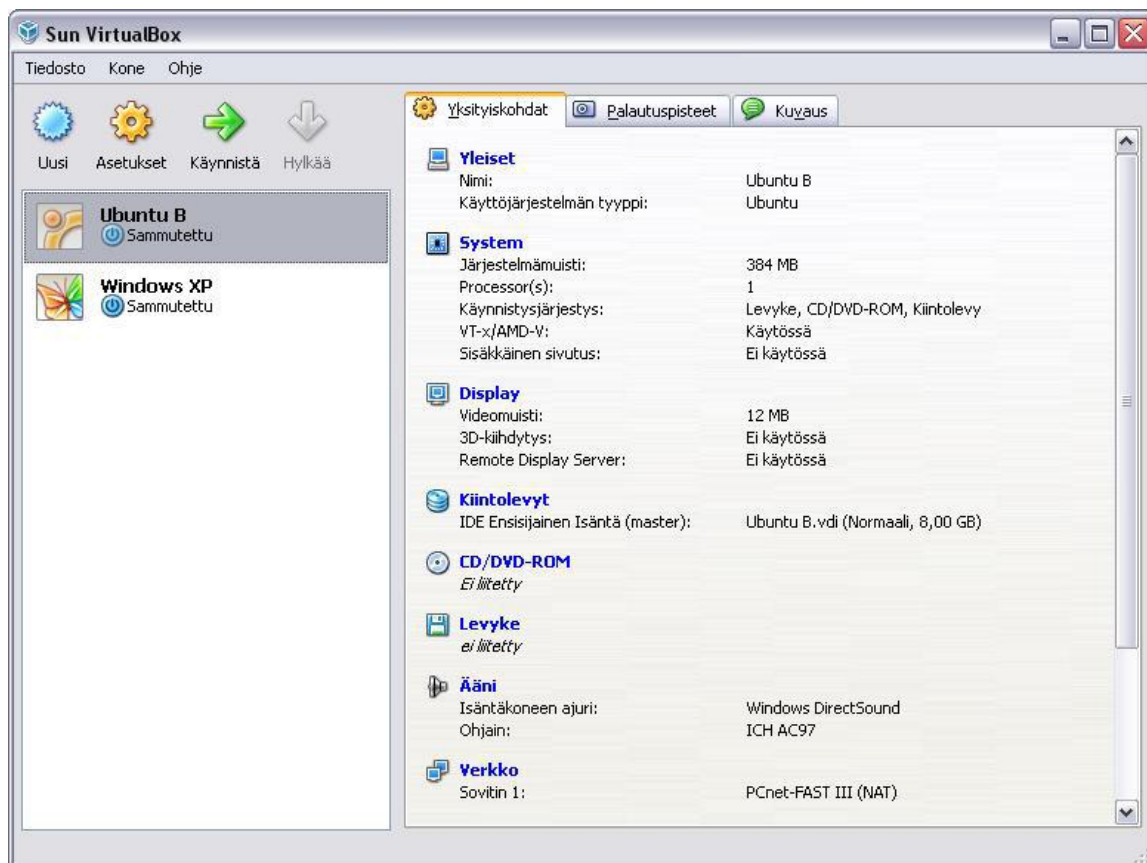 Sun VirtualBox
Tiedosto Kone Ohje
Uusi Asetukset Käynnistä Hylkää
Ubuntu B
Sammutettu
Windows XP
Sammutettu
Yksityiskohdat Palautuspisteet Kuvaus
Yleiset
Nimi: Ubuntu B
Käyttöjärjestelmän tyyppi: Ubuntu
System
Järjestelmämuisti: 384 MB
Processor(s): 1
Käynnistysjärjestys: Levyke, CD/DVD-ROM, Kiintolevy
VT-x/AMD-V: Käytössä
Sisäkkäinen sivutus: Ei käytössä
Display
Videomuisti: 12 MB
3D-kiihdytys: Ei käytössä
Remote Display Server: Ei käytössä
Kiintolevyt
IDE Ensisijainen Isäntä (master): Ubuntu B.vdi (Normaali, 8,00 GB)
CD/DVD-ROM
Ei liitetty
Levyke
ei liitetty
Ääni
Isäntäkoneen ajuri: Windows DirectSound
Ohjain: ICH AC97
Verkko
Sovitin 1: PCnet-FAST III (NAT)